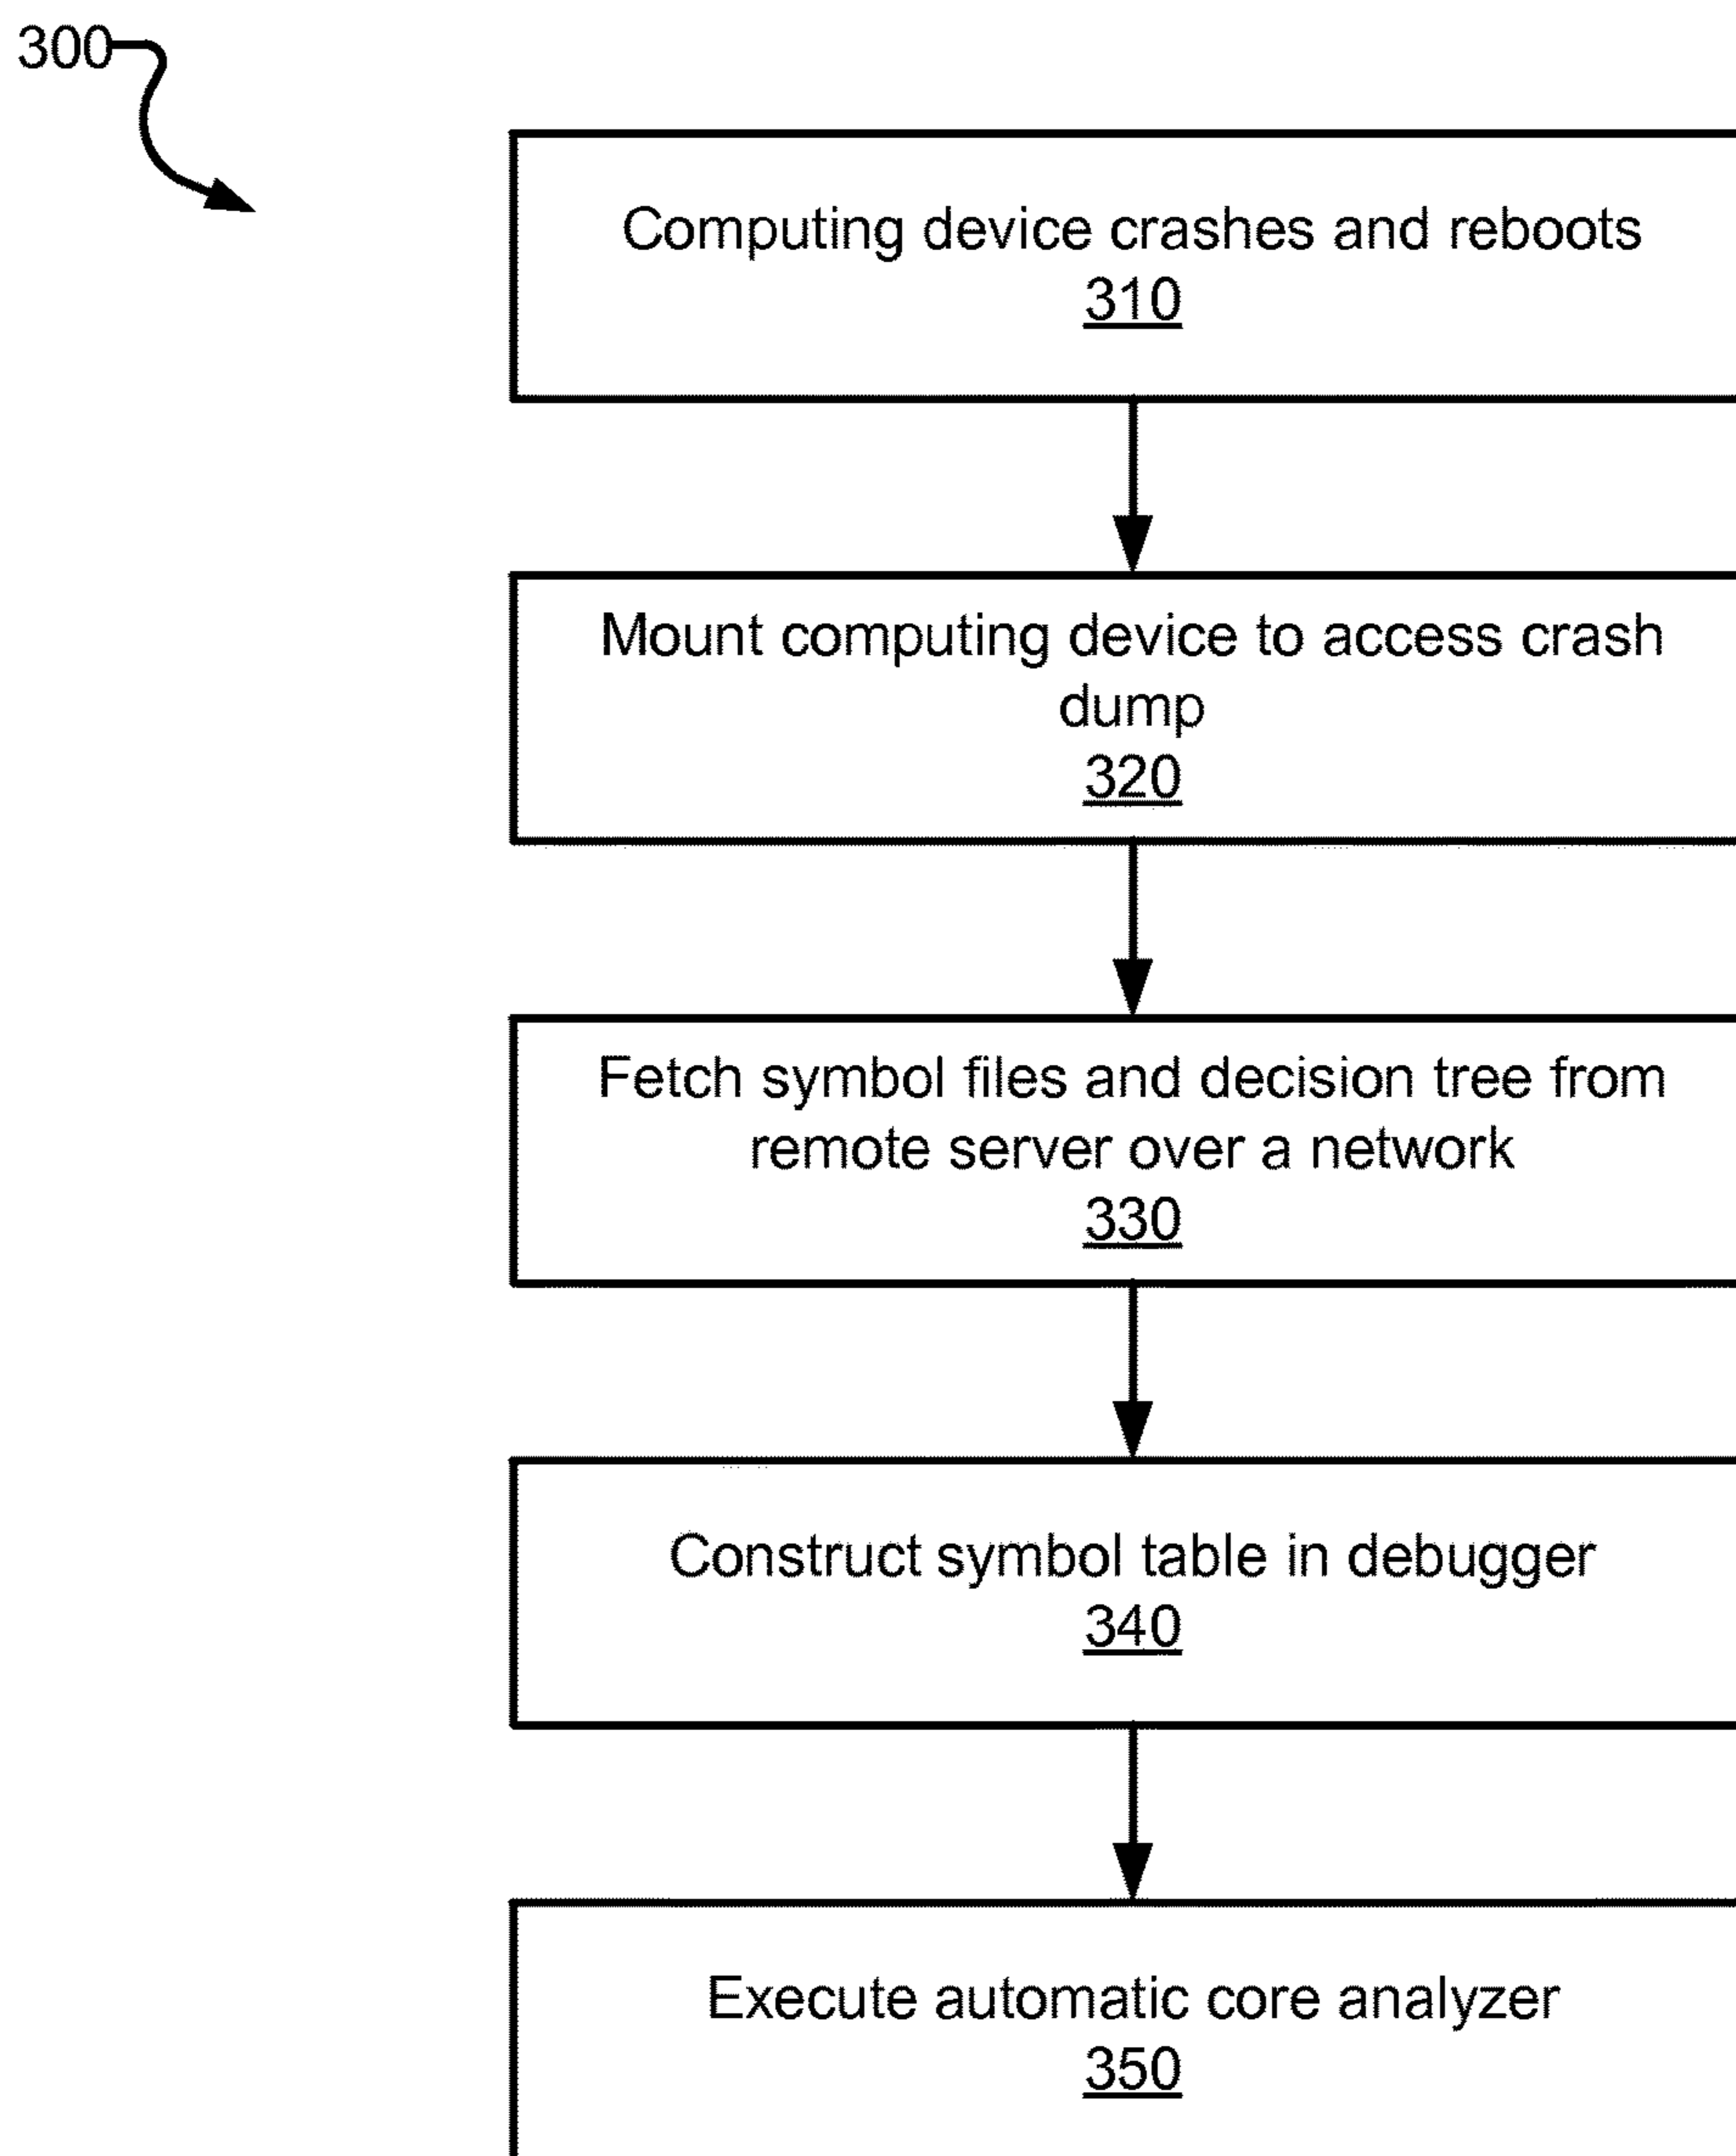 300
Computing device crashes and reboots
310
Mount computing device to access crash
dump
320
Fetch symbol files and decision tree from
remote server over a network
330
Construct symbol table in debugger
340
Execute automatic core analyzer
350